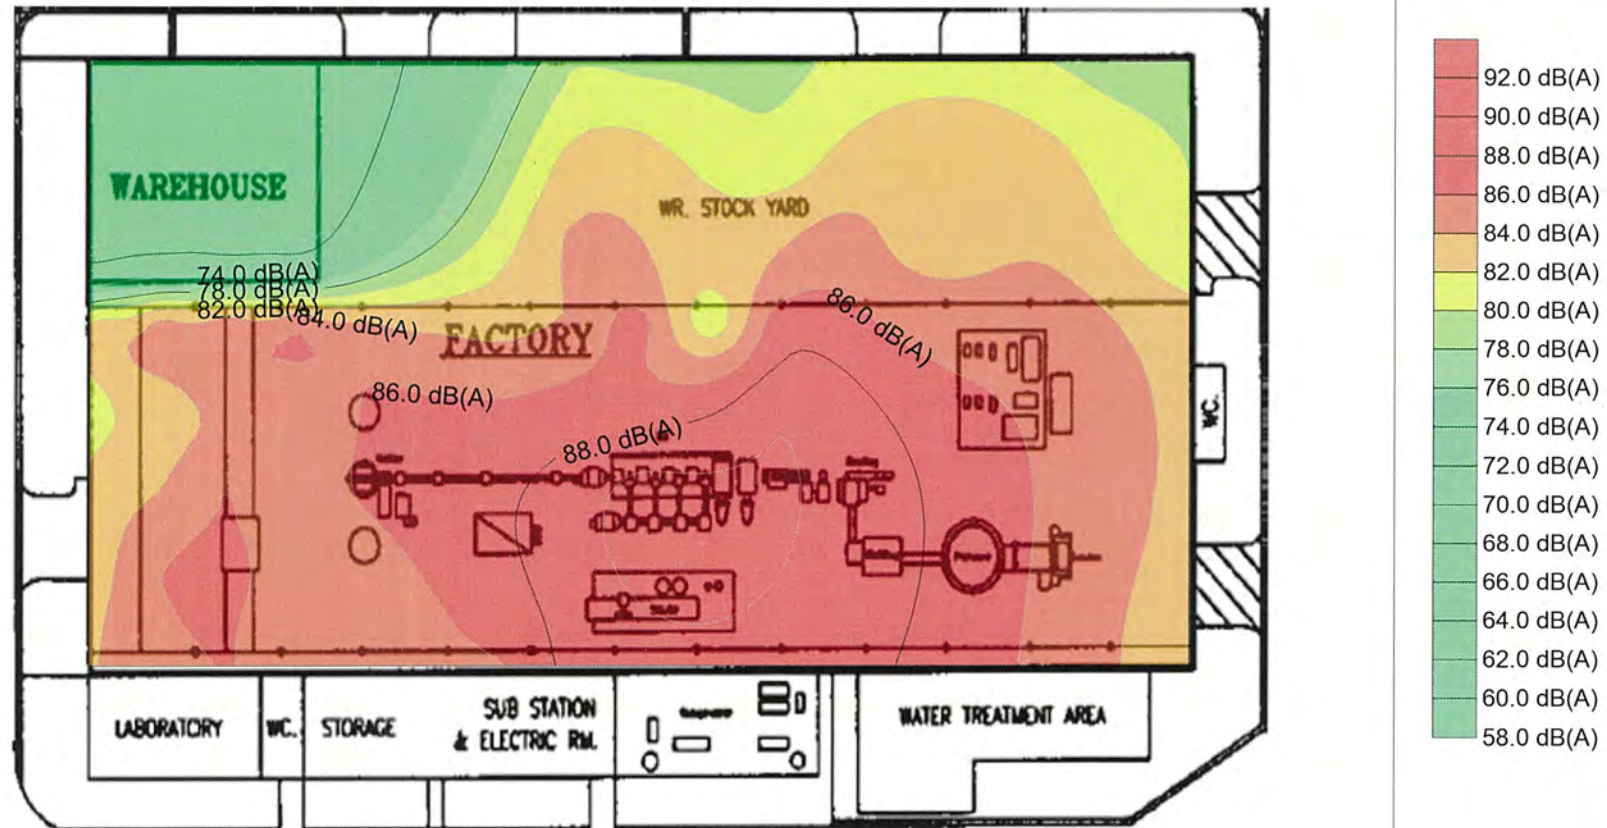 WAREHOUSE
WR. STOCK YARD
74.0 dB(A)
78.0 dB(A)
82.0 dB(A)
84.0 dB(A)
FACTORY
86.0 dB(A)
86.0 dB(A)
88.0 dB(A)
WC.
LABORATORY
WC.
STORAGE
SUB STATION
& ELECTRIC RM.
WATER TREATMENT AREA
92.0 dB(A)
90.0 dB(A)
88.0 dB(A)
86.0 dB(A)
84.0 dB(A)
82.0 dB(A)
80.0 dB(A)
78.0 dB(A)
76.0 dB(A)
74.0 dB(A)
72.0 dB(A)
70.0 dB(A)
68.0 dB(A)
66.0 dB(A)
64.0 dB(A)
62.0 dB(A)
60.0 dB(A)
58.0 dB(A)